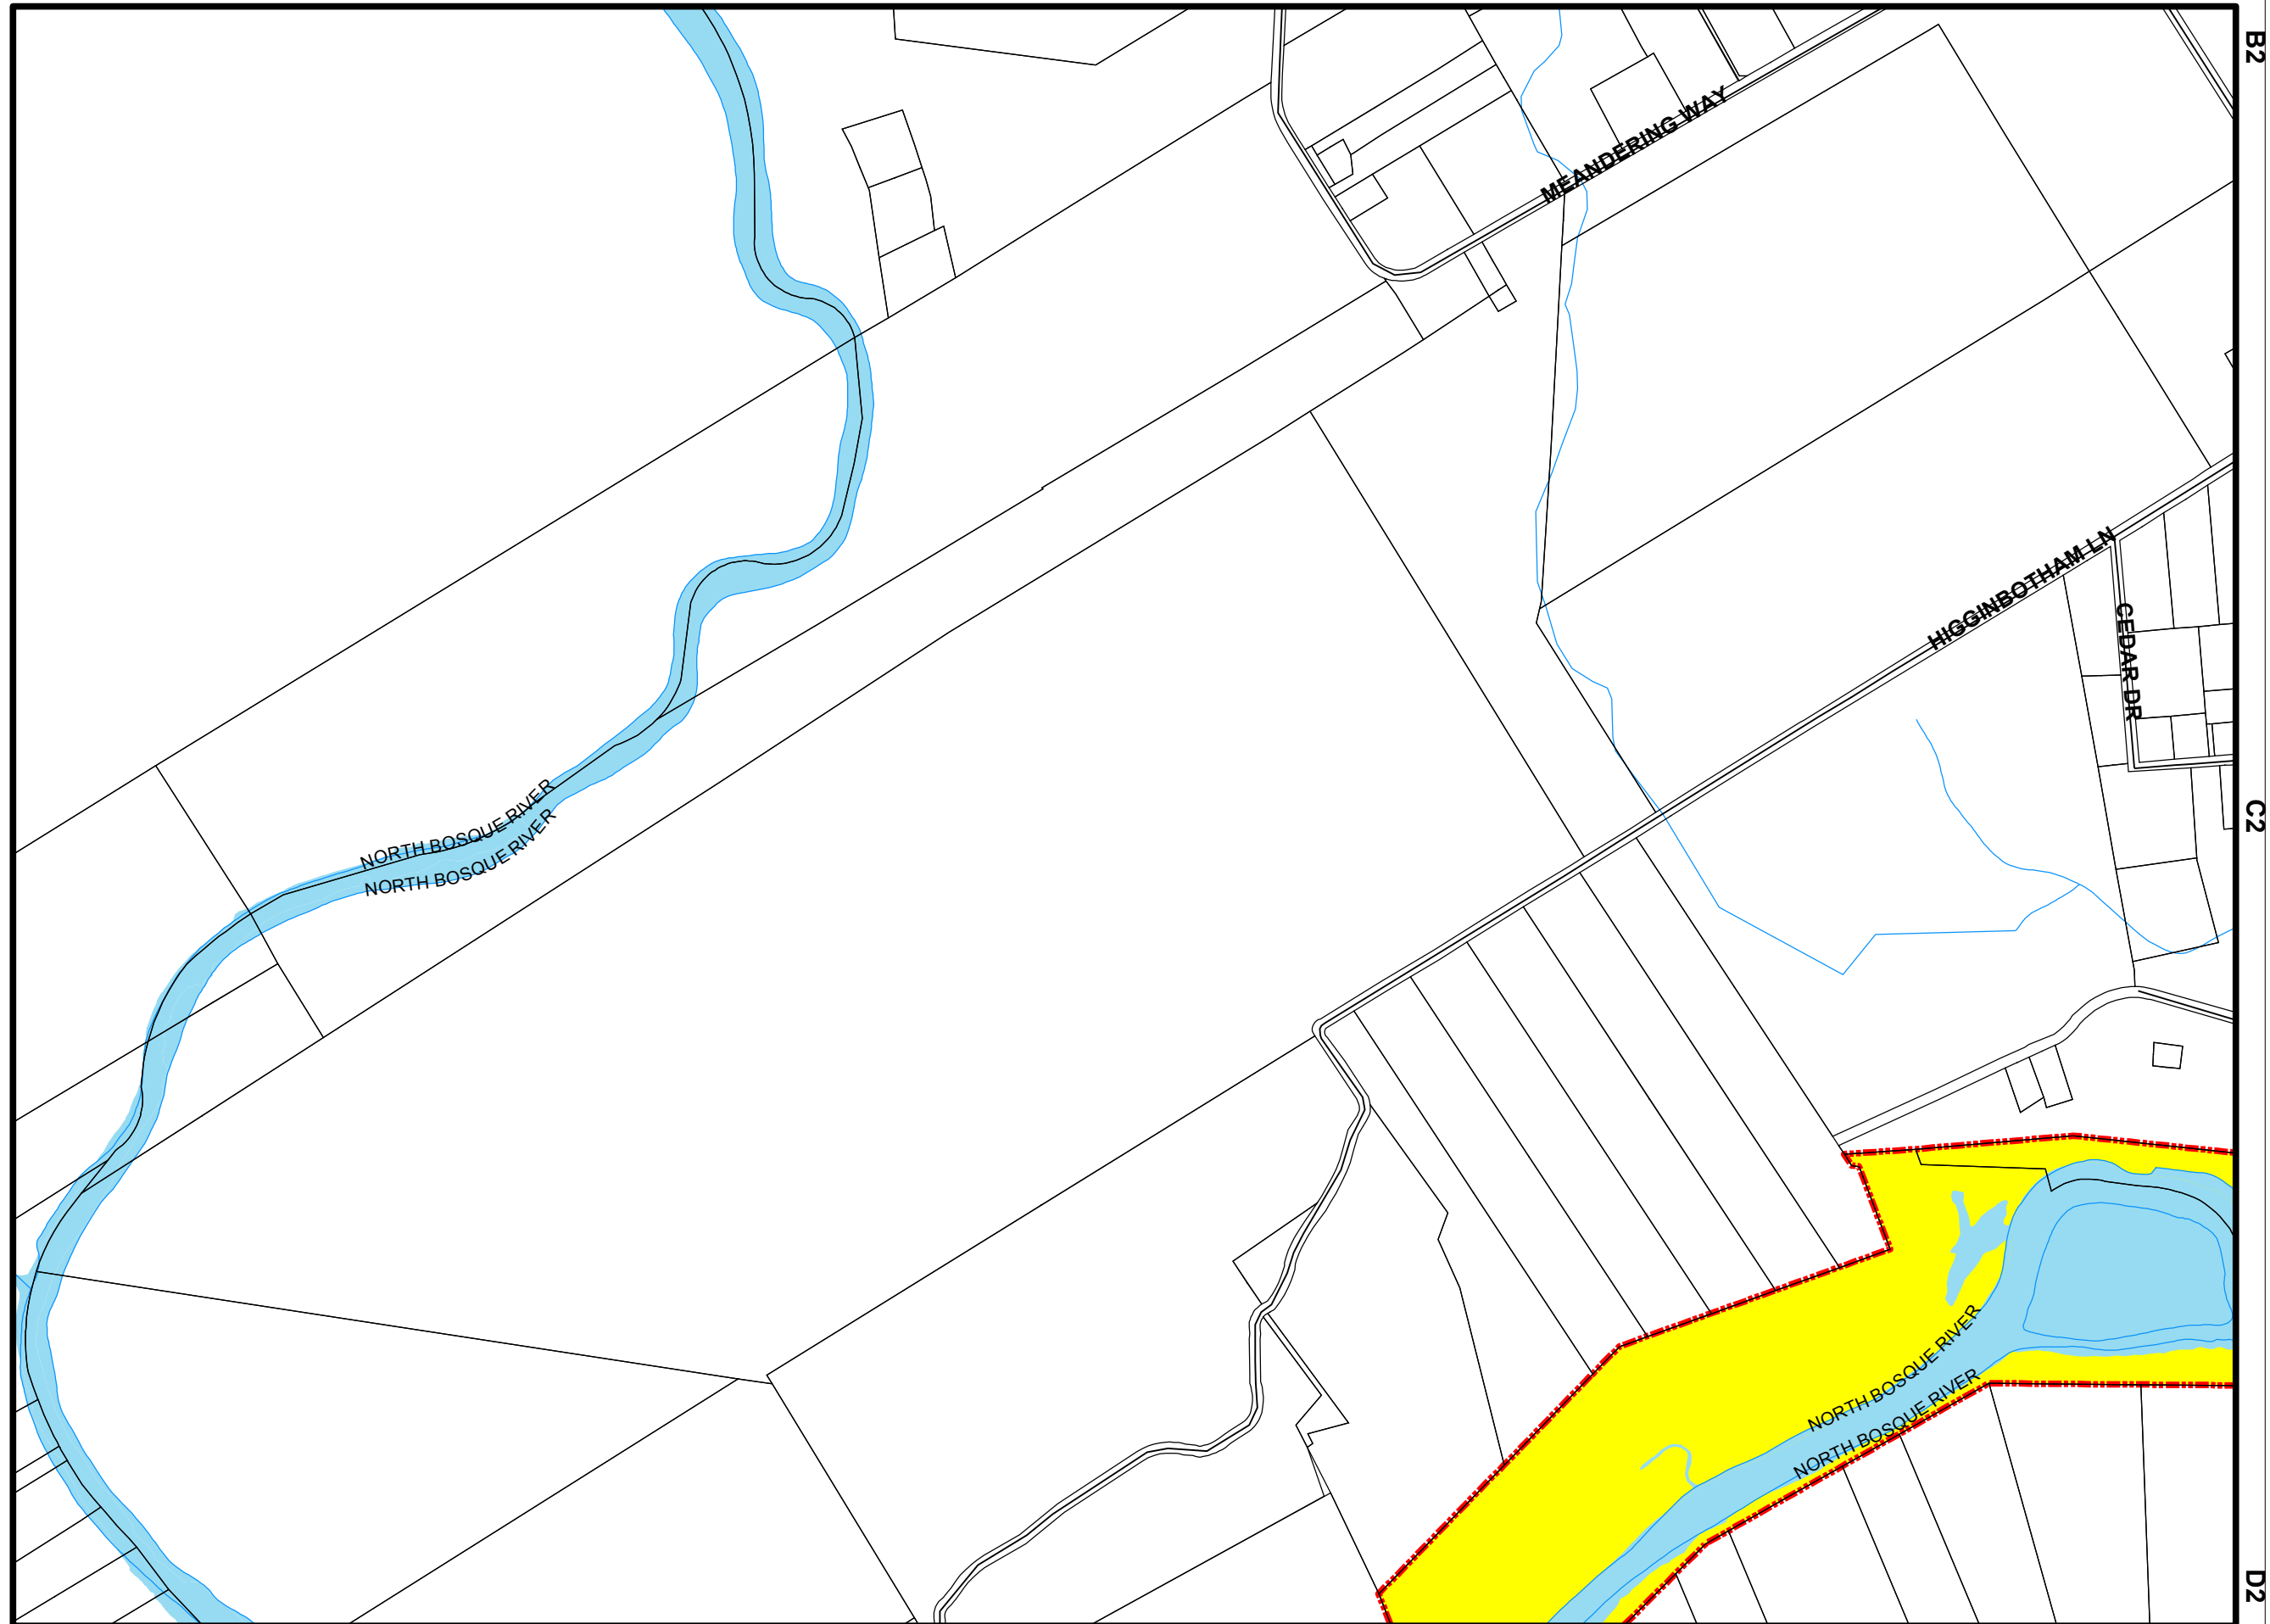 B2
MEANDERING WAY
HIGGINBOTHAM LN
CEDAR DR
NORTH BOSQUE RIVER
NORTH BOSQUE RIVER
C2
NORTH BOSQUE RIVER
NORTH BOSQUE RIVER
D2